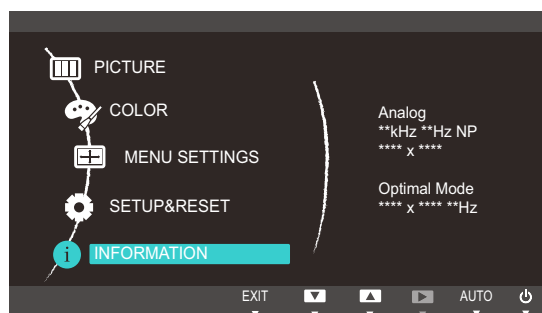 PICTURE
COLOR
MENU SETTINGS
SETUP&RESET
INFORMATION
Analog
**kHz **Hz NP
**** x ****
Optimal Mode
**** x **** **Hz
EXIT
AUTO